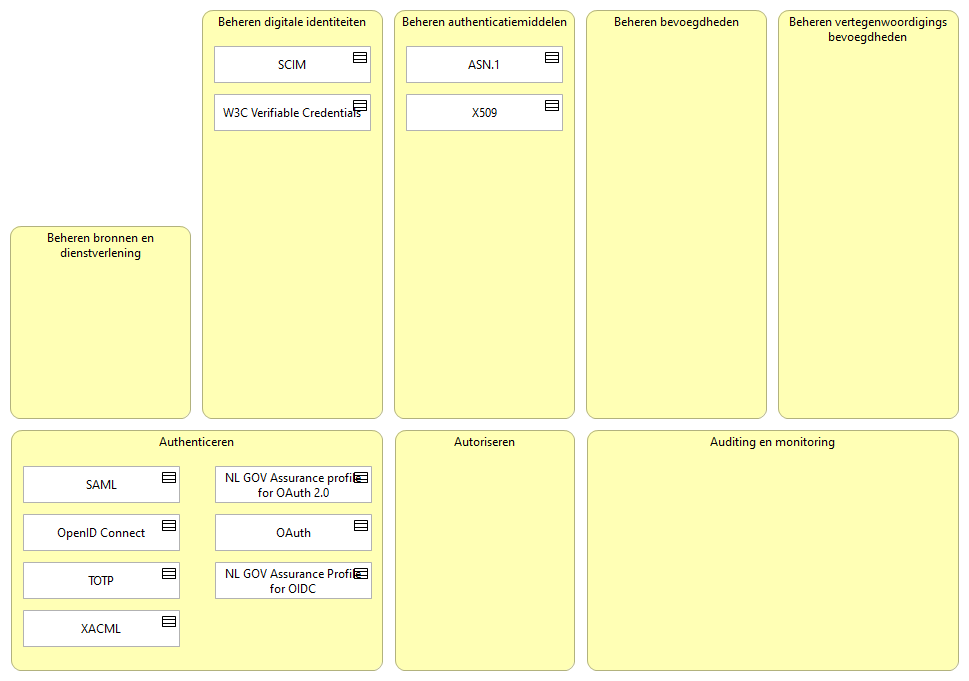 Beheren digitale identiteiten
SCIM
W3C Verifiable Credentials
Beheren authenticatiemiddelen
ASN.1
X509
Beheren bevoegdheden
Beheren vertegenwoordigings
bevoegdheden
Beheren bronnen en
dienstverlening
Authenticeren
SAML
OpenID Connect
TOTP
XACML
NL GOV Assurance profile
for OAuth 2.0
OAuth
NL GOV Assurance Profile
for OIDC
Autoriseren
Auditing en monitoring